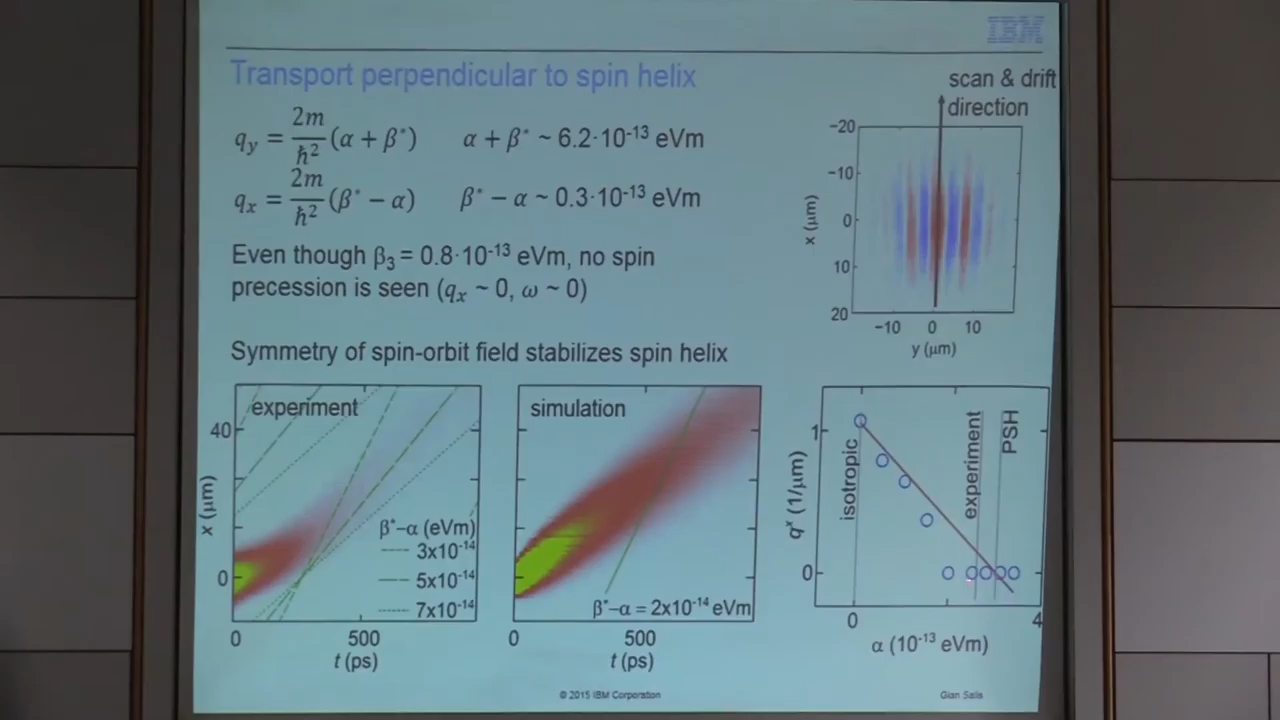 IBM
Transport perpendicular to spin helix
scan & drift
direction
q_y = 2m/ħ² (α + β*)    α + β* ~ 6.2·10⁻¹³ eVm
q_x = 2m/ħ² (β* − α)    β* − α ~ 0.3·10⁻¹³ eVm
Even though β₃ = 0.8·10⁻¹³ eVm, no spin
precession is seen (q_x ~ 0, ω ~ 0)
−20
−10
0
10
20
x (μm)
−10 0 10
y (μm)
Symmetry of spin-orbit field stabilizes spin helix
experiment
40
0
x (μm)
β*−α (eVm)
3x10⁻¹⁴
5x10⁻¹⁴
7x10⁻¹⁴
0 500
t (ps)
simulation
β*−α = 2x10⁻¹⁴ eVm
0 500
t (ps)
1
0
qˣ (1/μm)
isotropic
experiment
PSH
0 4
α (10⁻¹³ eVm)
© 2015 IBM Corporation
Gian Salis